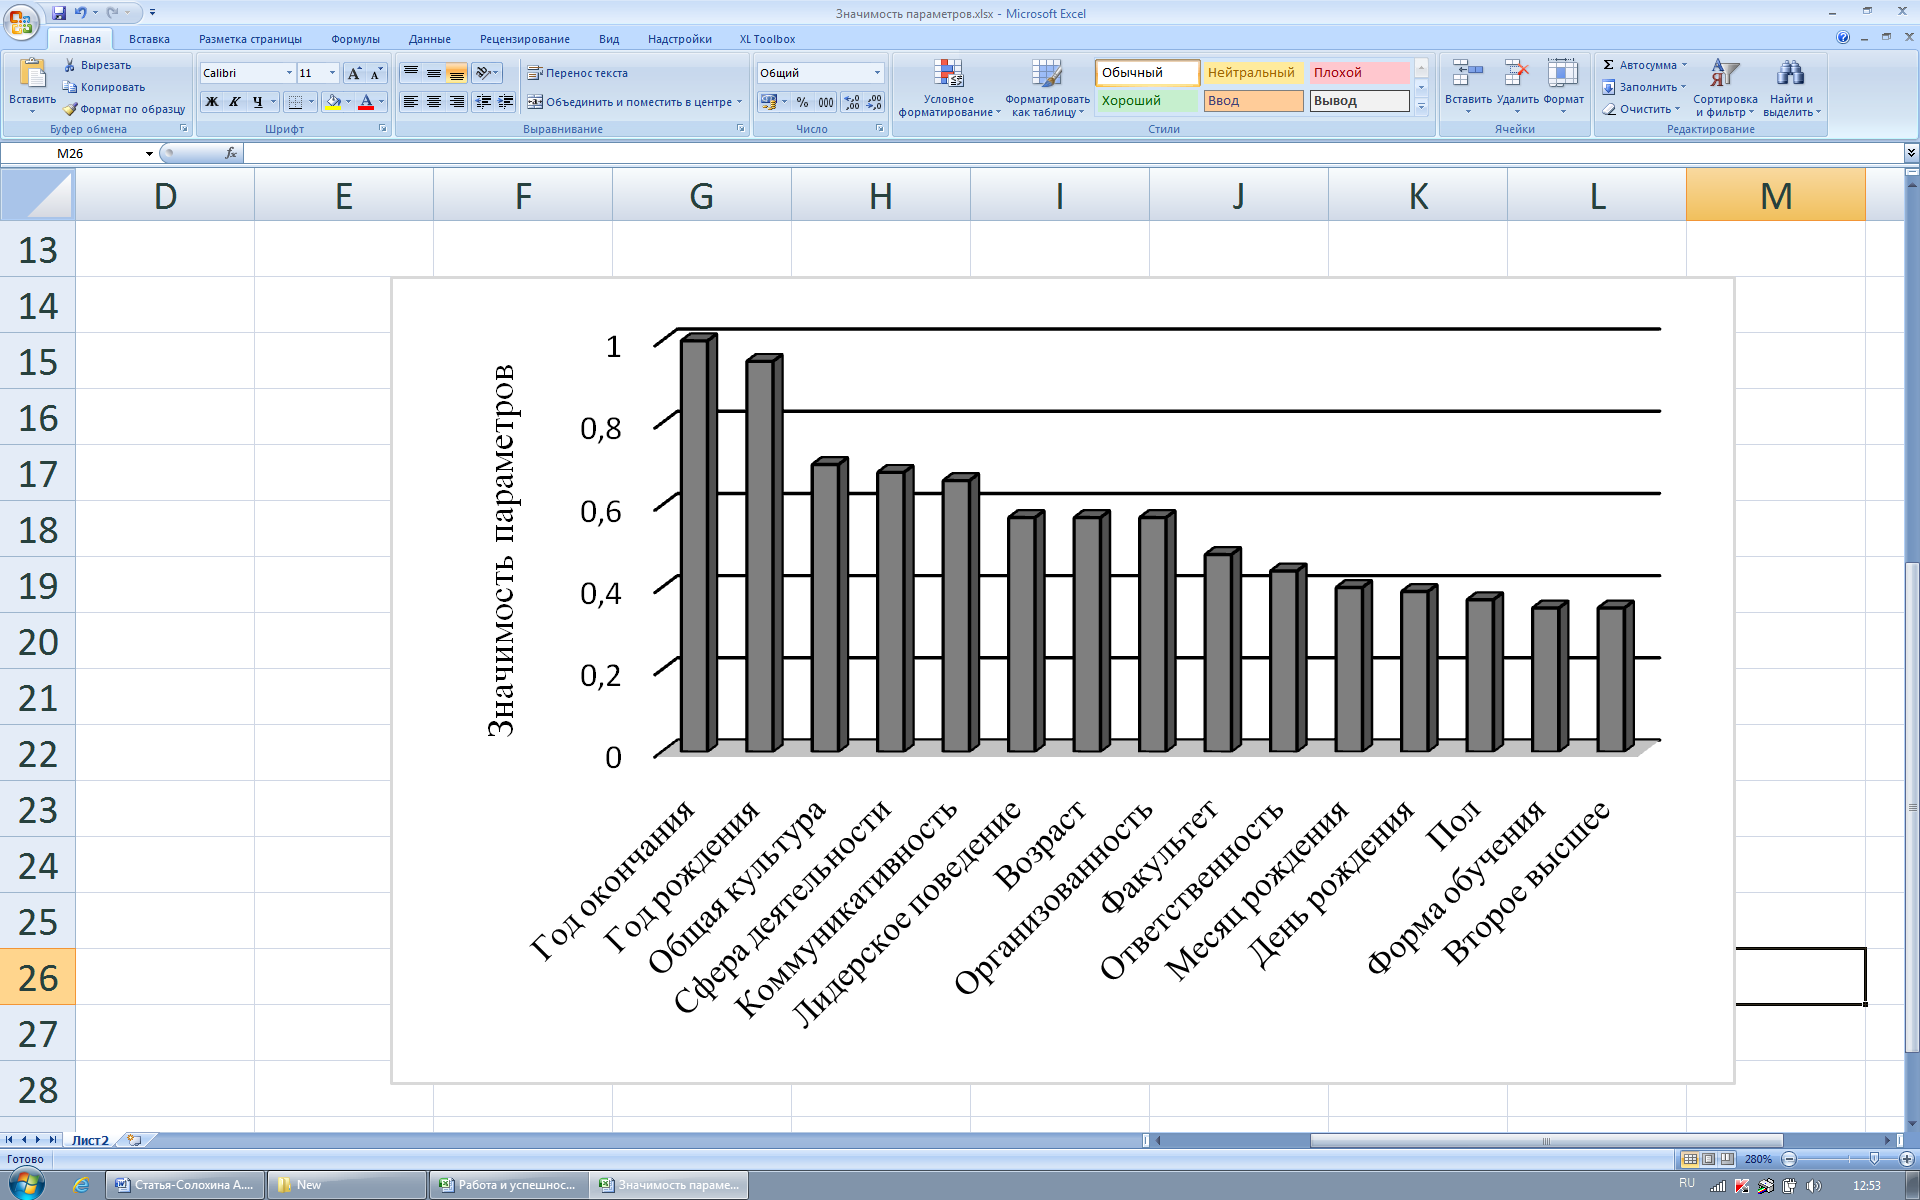 Значимость параметров.xlsx - Microsoft Excel
Главная Вставка Разметка страницы Формулы Данные Рецензирование Вид Надстройки XL Toolbox
Вставить
Вырезать
Копировать
Формат по образцу
Буфер обмена
Calibri 11
Ж К Ч
Шрифт
Перенос текста
Объединить и поместить в центре
Выравнивание
Общий
% 000
Число
Условное форматирование
Форматировать как таблицу
Обычный Нейтральный Плохой
Хороший Ввод Вывод
Стили
Вставить Удалить Формат
Ячейки
Σ Автосумма
Заполнить
Очистить
Сортировка и фильтр
Найти и выделить
Редактирование
M26 fx
D E F G H I J K L M
13
14
15
16
17
18
19
20
21
22
23
24
25
26
27
28
Значимость параметров
1
0,8
0,6
0,4
0,2
0
Год окончания
Год рождения
Общая культура
Сфера деятельности
Коммуникативность
Лидерское поведение
Возраст
Организованность
Факультет
Ответственность
Месяц рождения
День рождения
Пол
Форма обучения
Второе высшее
Лист2
Готово 280%
Статья-Солохина А.... New Работа и успешнос... Значимость параме... RU 12:53